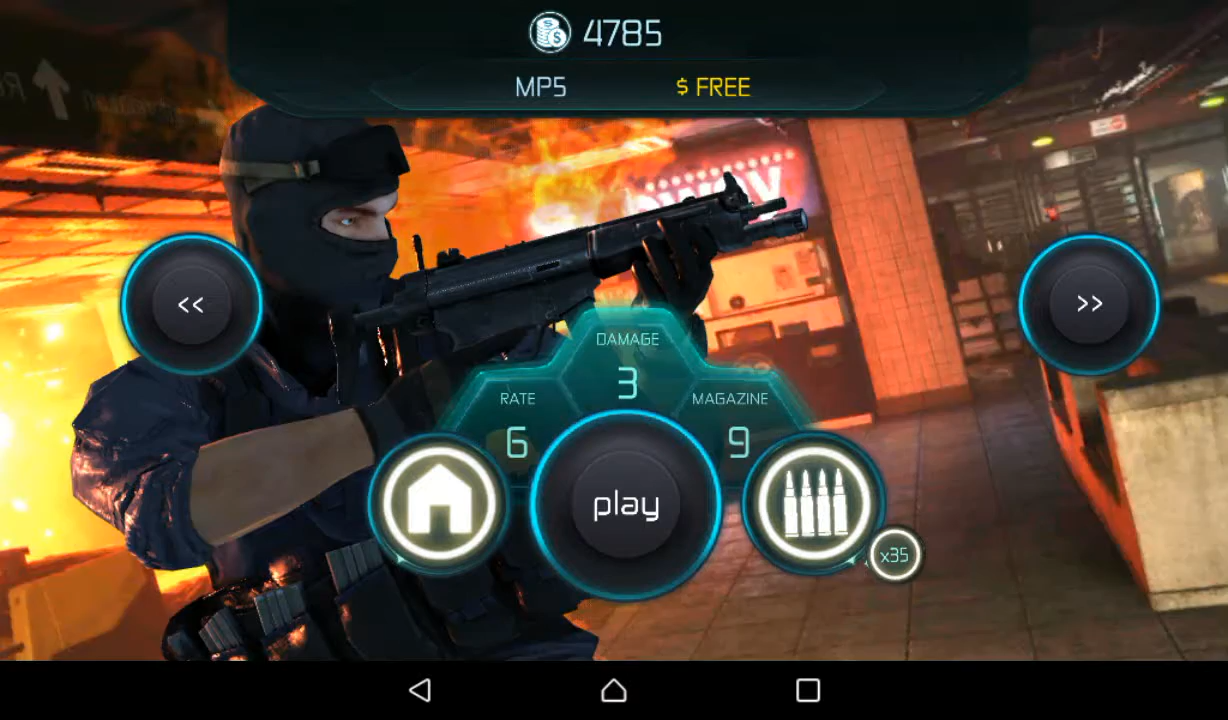 4785
MP5
$ FREE
<<
>>
DAMAGE
3
RATE
6
MAGAZINE
9
play
x35